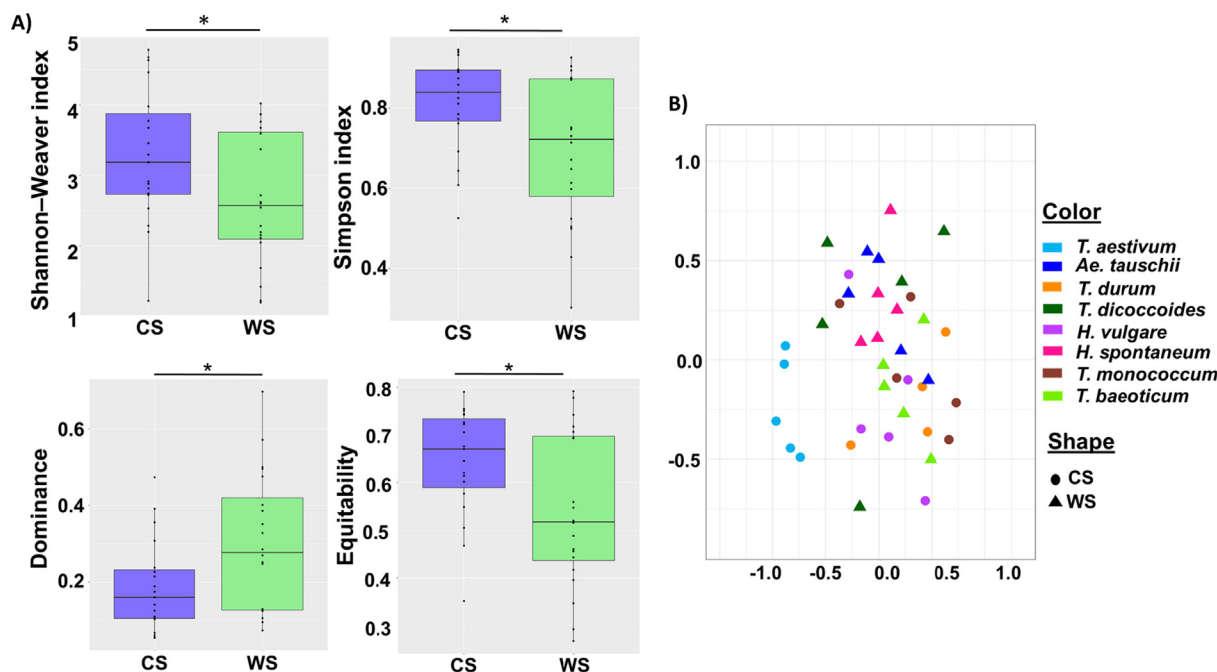 A)
*
Shannon–Weaver index
5
4
3
2
1
CS WS
*
Simpson index
0.8
0.6
0.4
CS WS
*
Dominance
0.6
0.4
0.2
CS WS
*
Equitability
0.8
0.7
0.6
0.5
0.4
0.3
CS WS
B)
1.0
0.5
0.0
-0.5
-1.0 -0.5 0.0 0.5 1.0
Color
T. aestivum
Ae. tauschii
T. durum
T. dicoccoides
H. vulgare
H. spontaneum
T. monococcum
T. baeoticum
Shape
CS
WS